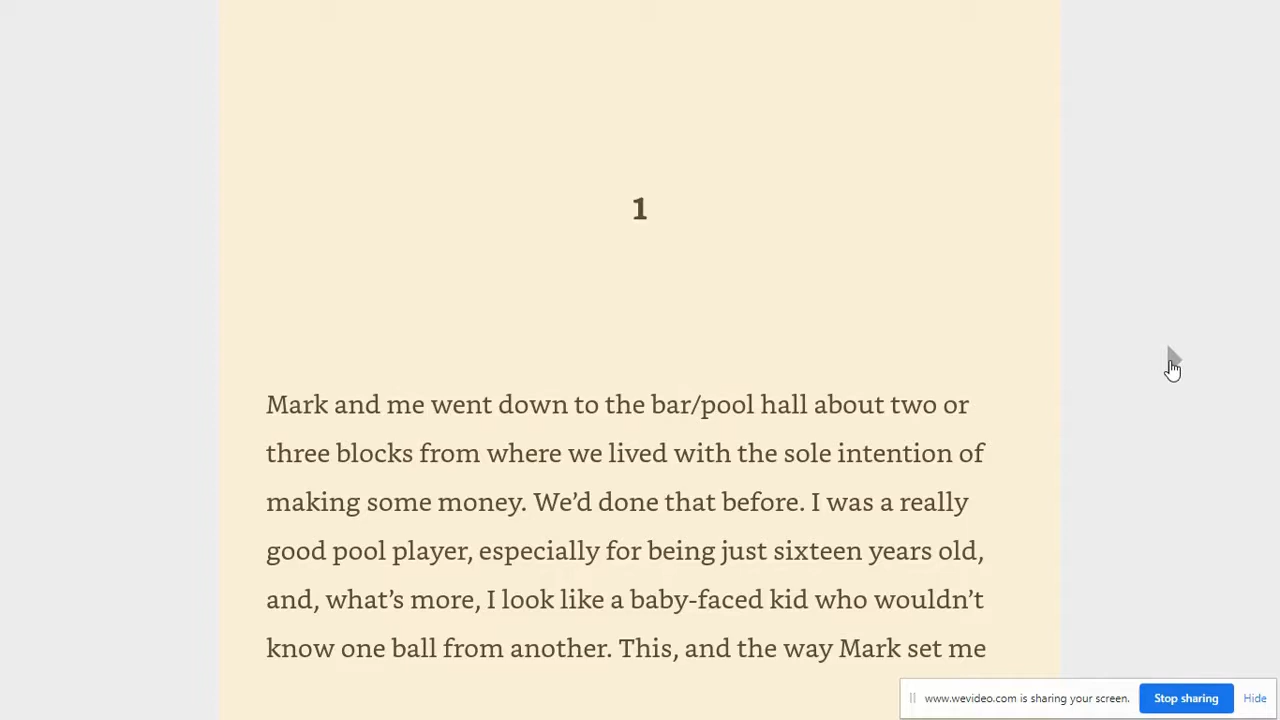 1
Mark and me went down to the bar/pool hall about two or
three blocks from where we lived with the sole intention of
making some money. We’d done that before. I was a really
good pool player, especially for being just sixteen years old,
and, what’s more, I look like a baby-faced kid who wouldn’t
know one ball from another. This, and the way Mark set me
www.wevideo.com is sharing your screen. Stop sharing Hide